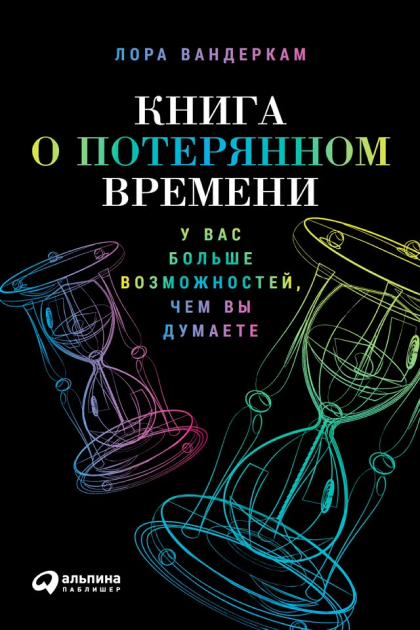 ЛОРА ВАНДЕРКАМ
КНИГА
О ПОТЕРЯННОМ
ВРЕМЕНИ
У ВАС
БОЛЬШЕ
ВОЗМОЖНОСТЕЙ,
ЧЕМ ВЫ
ДУМАЕТЕ
альпина
ПАБЛИШЕР